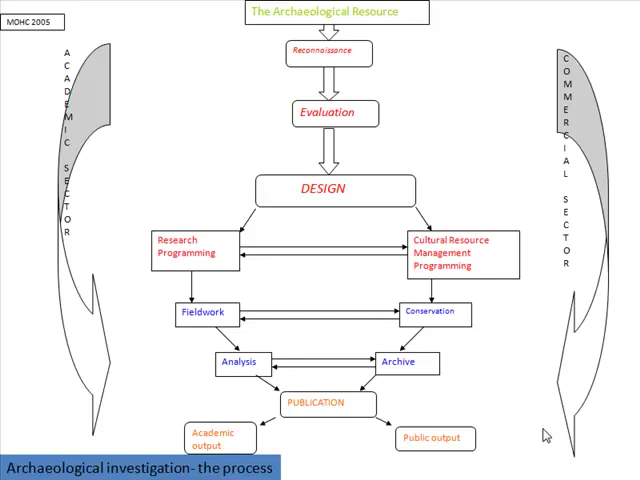 The Archaeological Resource
MOHC 2005
Reconnaissance
ACADEMIC SECTOR
COMMERCIAL SECTOR
Evaluation
DESIGN
Research
Programming
Cultural Resource
Management
Programming
Fieldwork
Conservation
Analysis
Archive
PUBLICATION
Academic
output
Public output
Archaeological investigation- the process